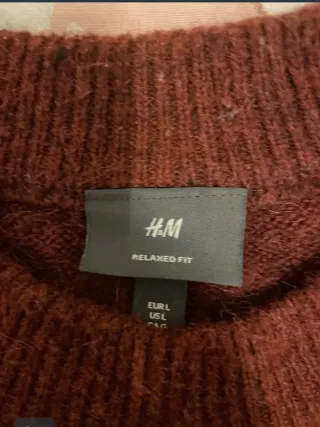 H&M
RELAXED FIT
EUR L
US L